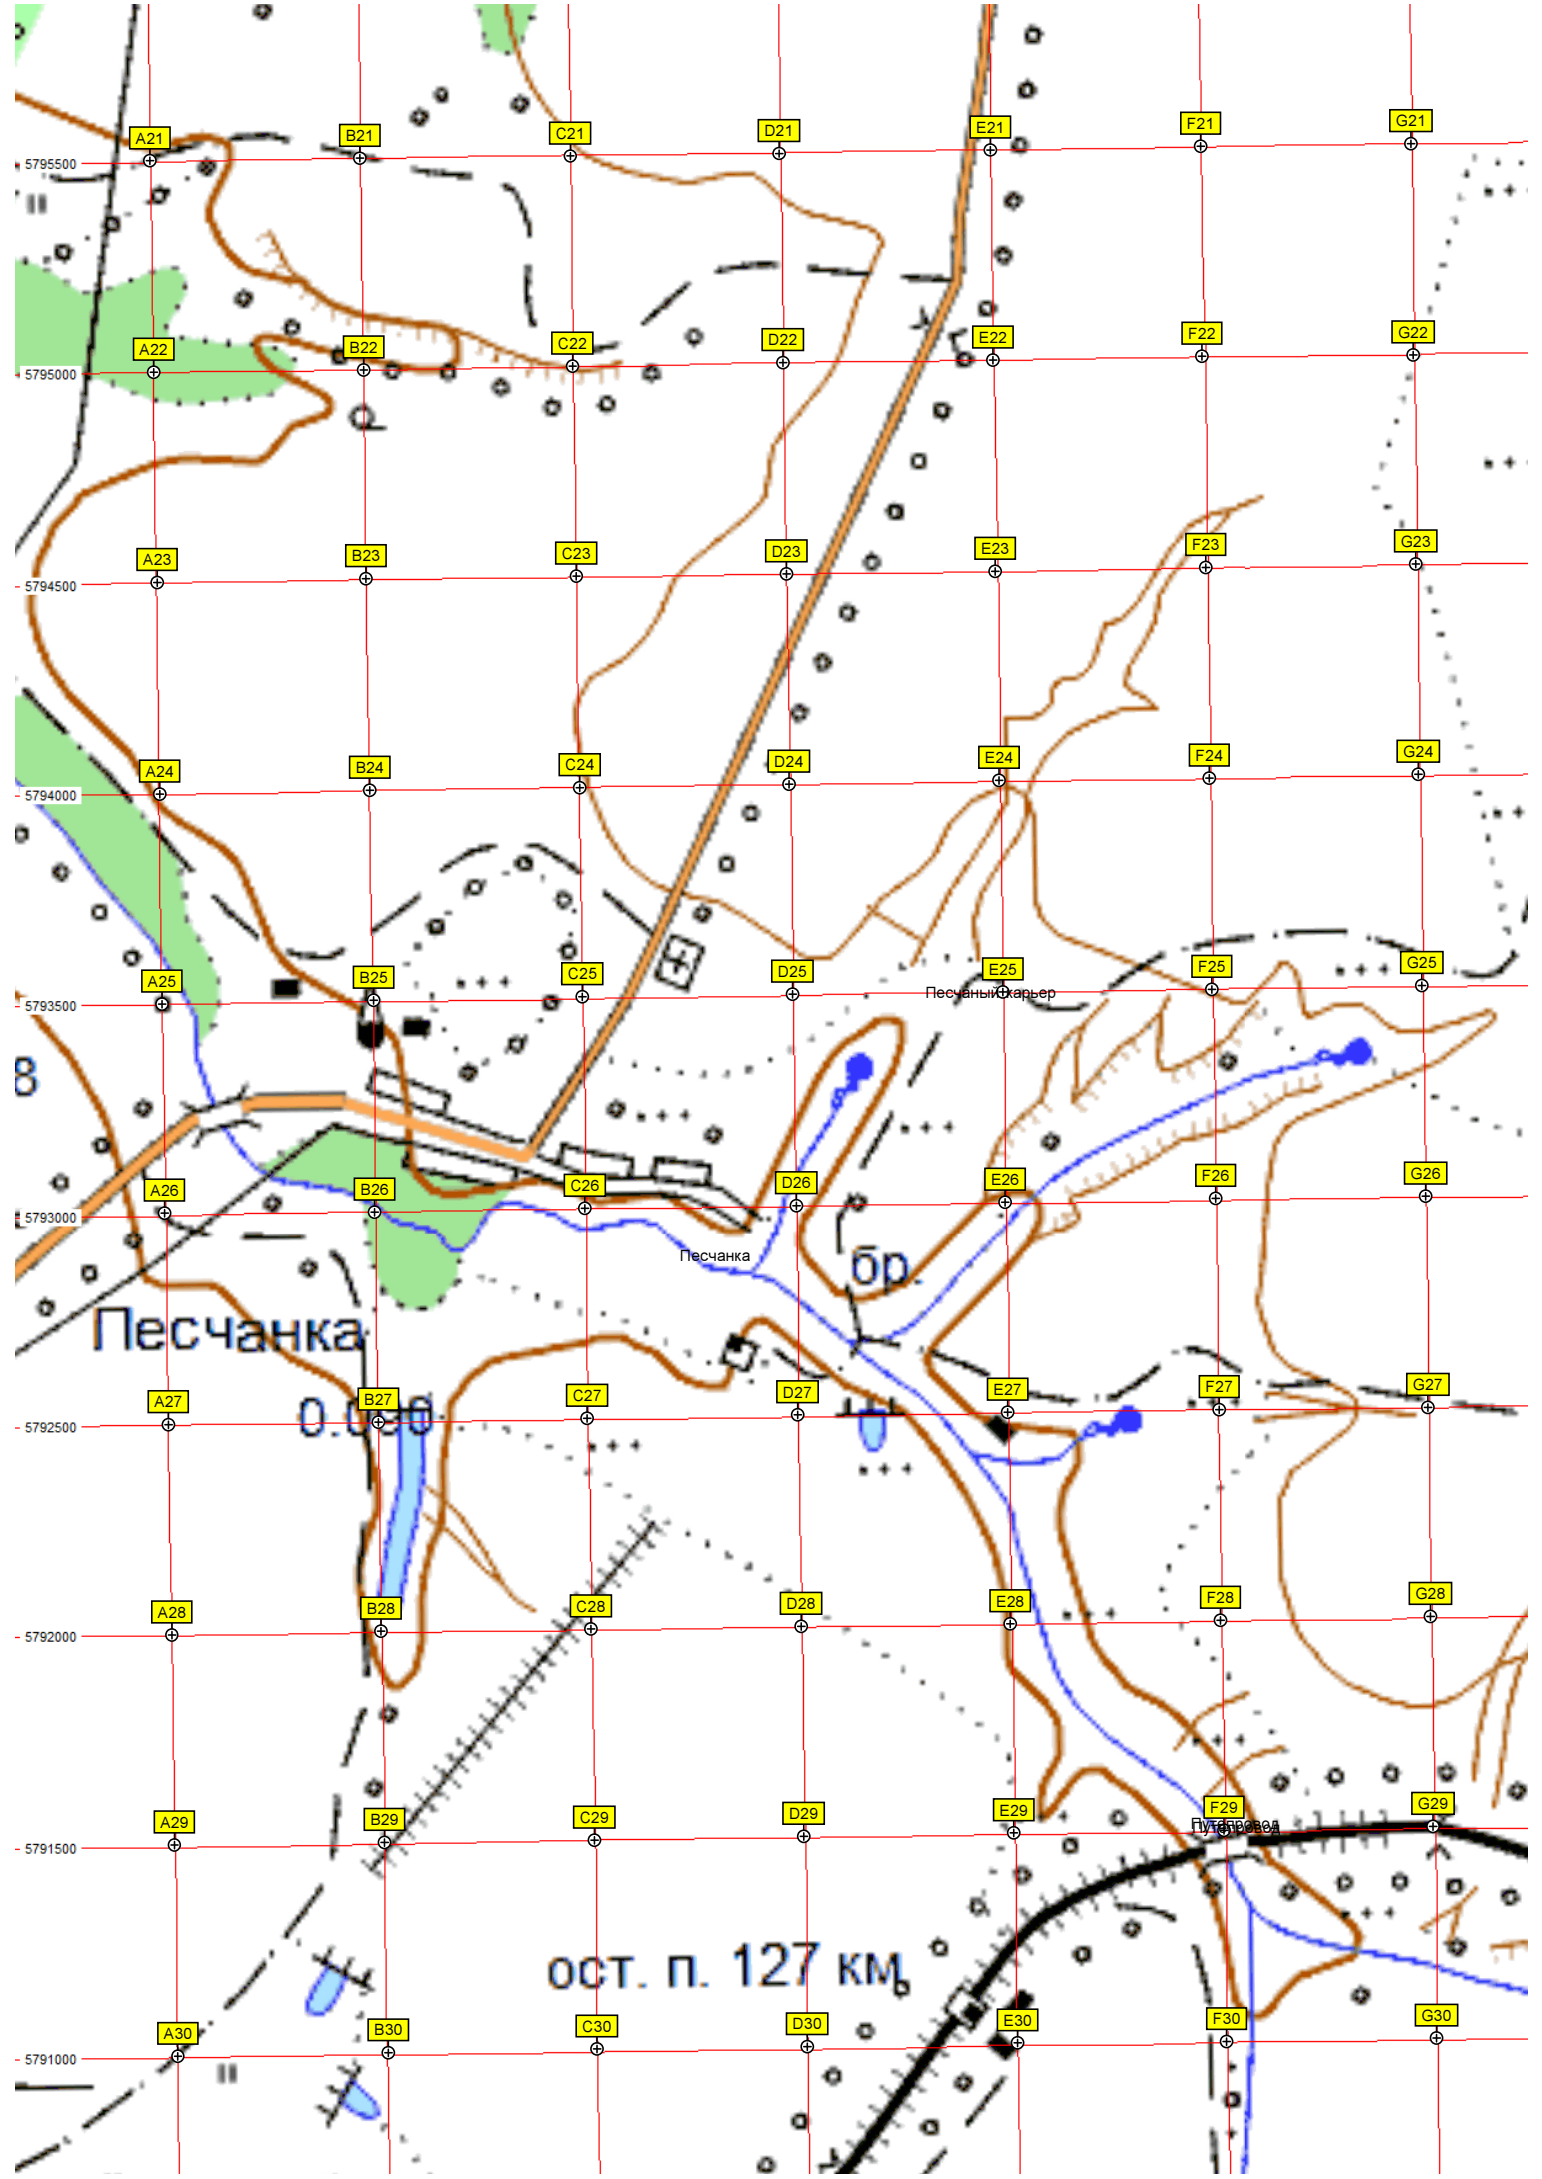 A21 B21 C21 D21 E21 F21 G21
5795500
A22 B22 C22 D22 E22 F22 G22
5795000
A23 B23 C23 D23 E23 F23 G23
5794500
A24 B24 C24 D24 E24 F24 G24
5794000
A25 B25 C25 D25 E25 F25 G25
5793500
Песчаный карьер
8
A26 B26 C26 D26 E26 F26 G26
5793000
Песчанка
бр.
Песчанка
A27 B27 C27 D27 E27 F27 G27
5792500
A28 B28 C28 D28 E28 F28 G28
5792000
A29 B29 C29 D29 E29 F29 G29
Путепровод
5791500
ост. п. 127 км
A30 B30 C30 D30 E30 F30 G30
5791000